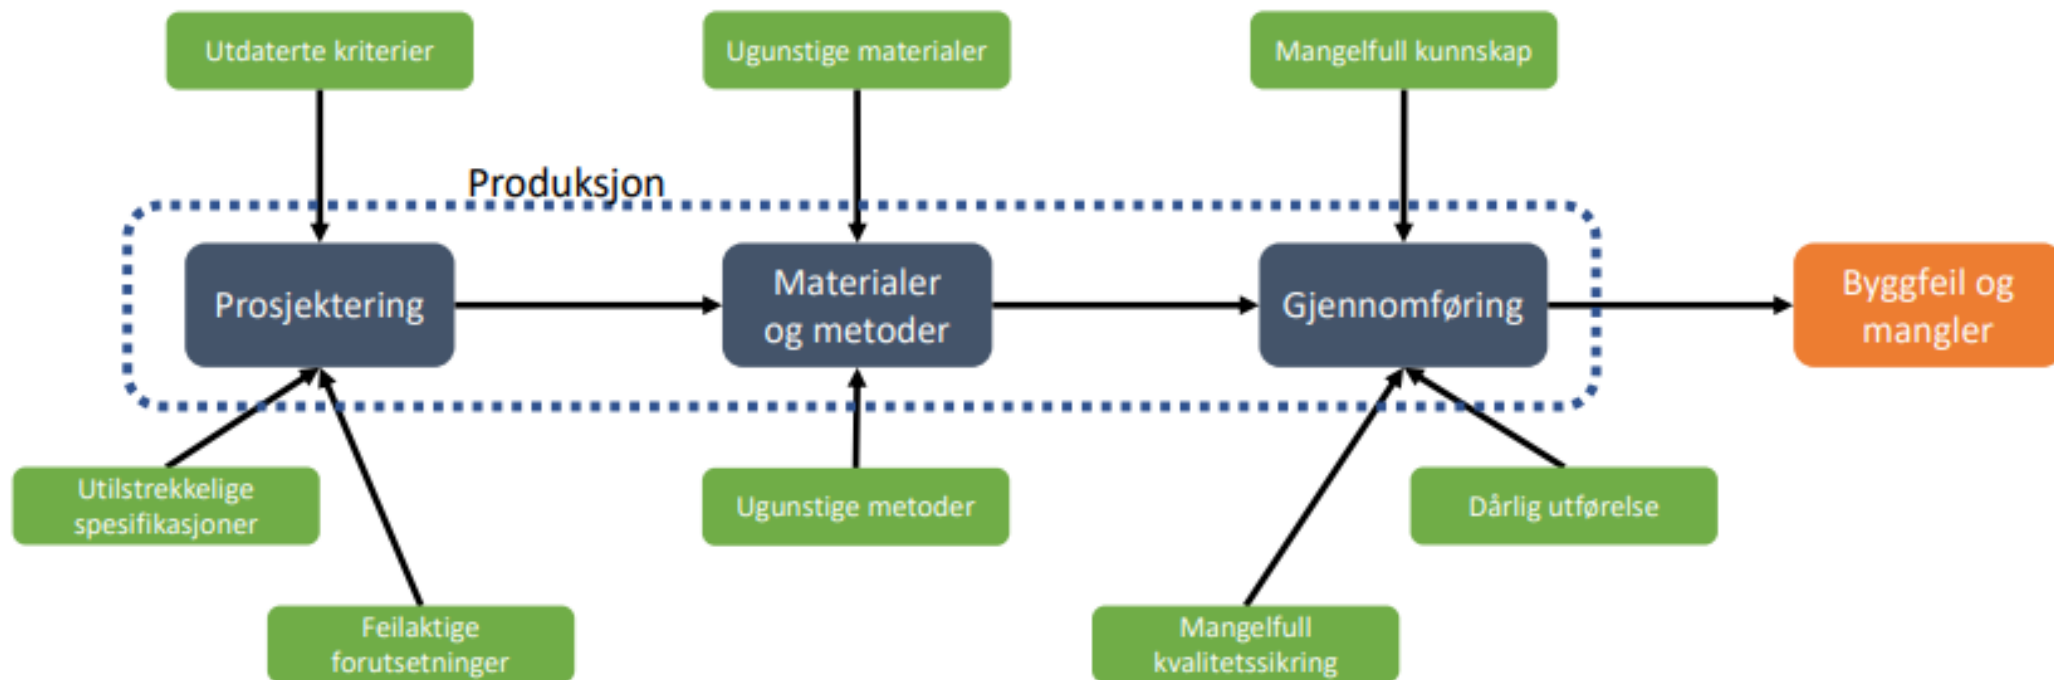 Utdaterte kriterier
Ugunstige materialer
Mangelfull kunnskap
Produksjon
Prosjektering
Materialer
og metoder
Gjennomføring
Byggfeil og
mangler
Utilstrekkelige
spesifikasjoner
Ugunstige metoder
Dårlig utførelse
Feilaktige
forutsetninger
Mangelfull
kvalitetssikring